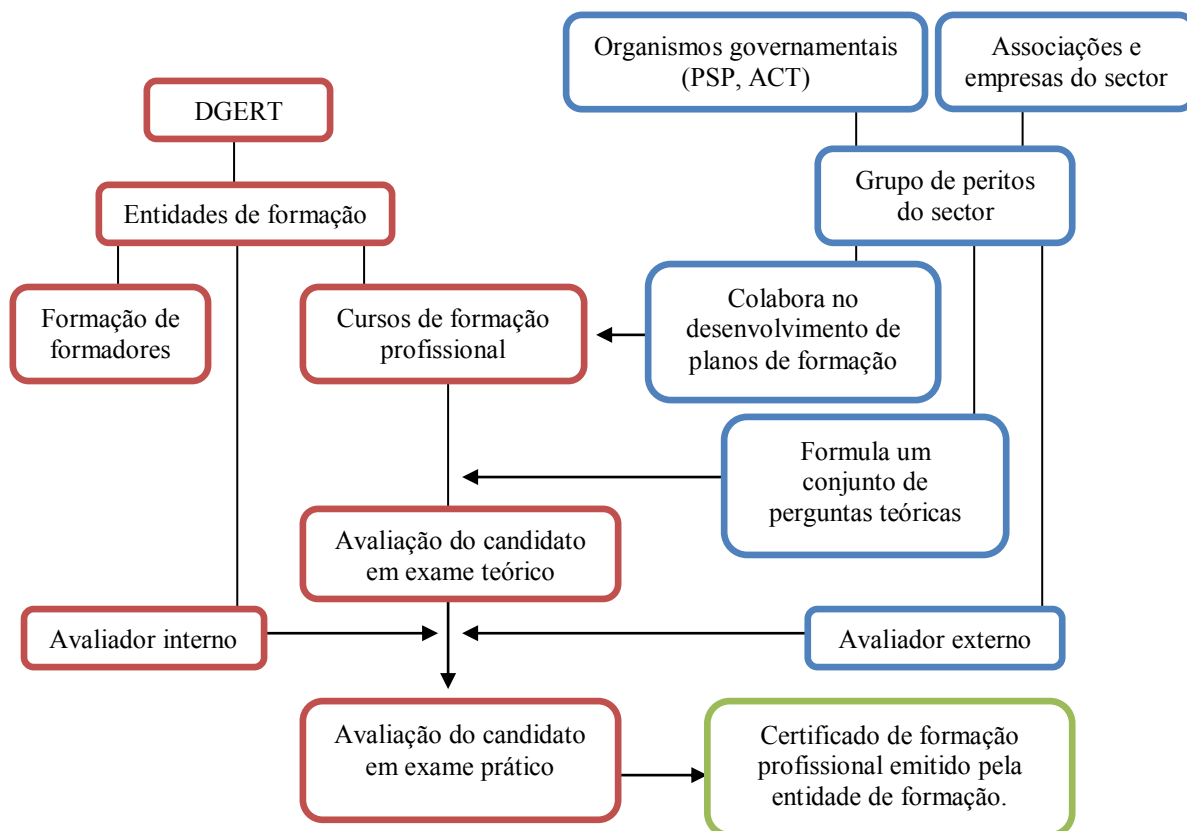 Organismos governamentais
(PSP, ACT)
Associações e
empresas do sector
DGERT
Grupo de peritos
do sector
Entidades de formação
Formação de
formadores
Cursos de formação
profissional
Colabora no
desenvolvimento de
planos de formação
Formula um
conjunto de
perguntas teóricas
Avaliação do candidato
em exame teórico
Avaliador interno
Avaliador externo
Avaliação do candidato
em exame prático
Certificado de formação
profissional emitido pela
entidade de formação.